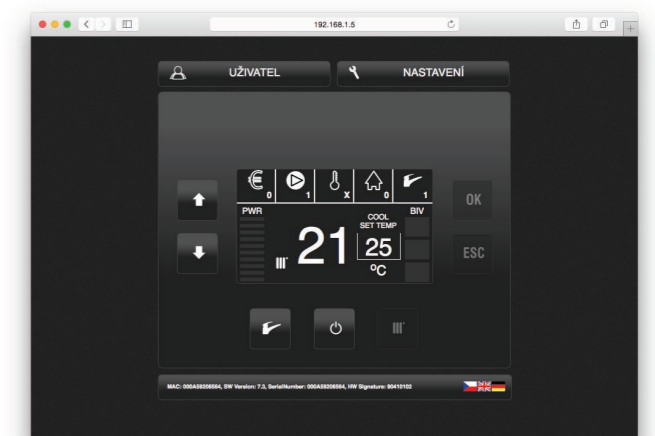 192.168.1.5
UŽIVATEL
NASTAVENÍ
0 1 X 0 1
PWR
COOL
BIV
SET TEMP
OK
21
25
ESC
°C
MAC: 000A59206564, SW Version: 7.3, SerialNumber: 000A59206564, HW Signature: 90410102